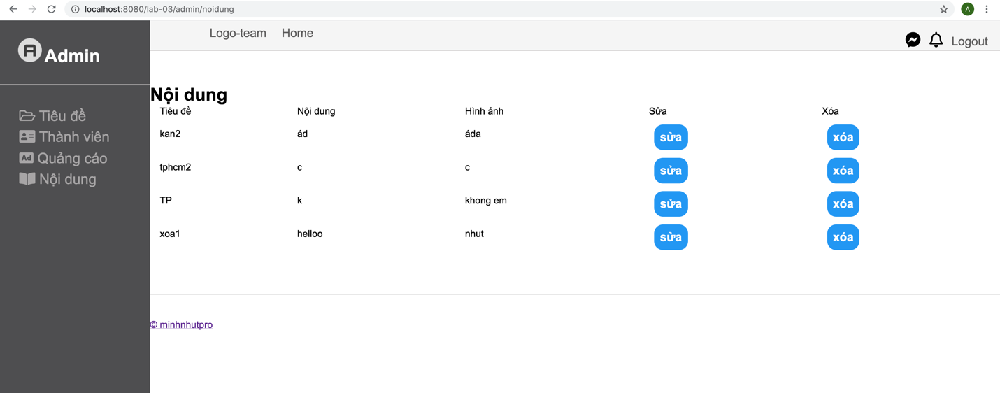 localhost:8080/lab-03/admin/noidung
A
Logo-team Home
Logout
A Admin
Tiêu đề
Thành viên
Ad Quảng cáo
Nội dung
Nội dung
Tiêu đề Nội dung Hình ảnh Sửa Xóa
kan2 ád áda sửa xóa
tphcm2 c c sửa xóa
TP k khong em sửa xóa
xoa1 helloo nhut sửa xóa
© minhnhutpro